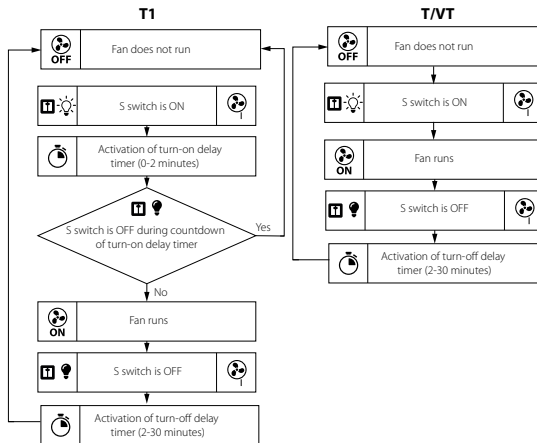 T1
OFF
Fan does not run
S switch is ON
I
Activation of turn-on delay
timer (0-2 minutes)
S switch is OFF during countdown
of turn-on delay timer
Yes
No
ON
Fan runs
S switch is OFF
I
Activation of turn-off delay
timer (2-30 minutes)
T/VT
OFF
Fan does not run
S switch is ON
I
ON
Fan runs
S switch is OFF
I
Activation of turn-off delay
timer (2-30 minutes)